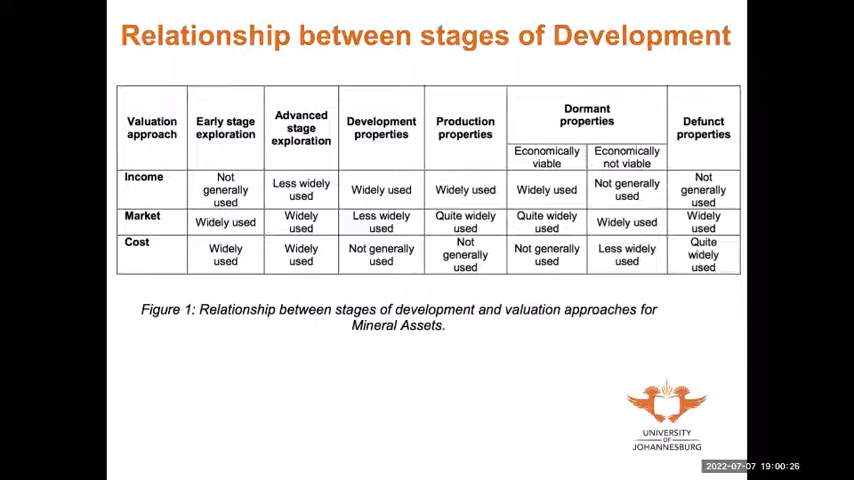 Relationship between stages of Development
Valuation approach
Early stage exploration
Advanced stage exploration
Development properties
Production properties
Dormant properties
Defunct properties
Economically viable
Economically not viable
Income
Not generally used
Less widely used
Widely used
Widely used
Widely used
Not generally used
Not generally used
Market
Widely used
Widely used
Less widely used
Quite widely used
Quite widely used
Widely used
Widely used
Cost
Widely used
Widely used
Not generally used
Not generally used
Not generally used
Less widely used
Quite widely used
Figure 1: Relationship between stages of development and valuation approaches for
Mineral Assets.
UNIVERSITY
OF
JOHANNESBURG
2022-07-07 19:00:26